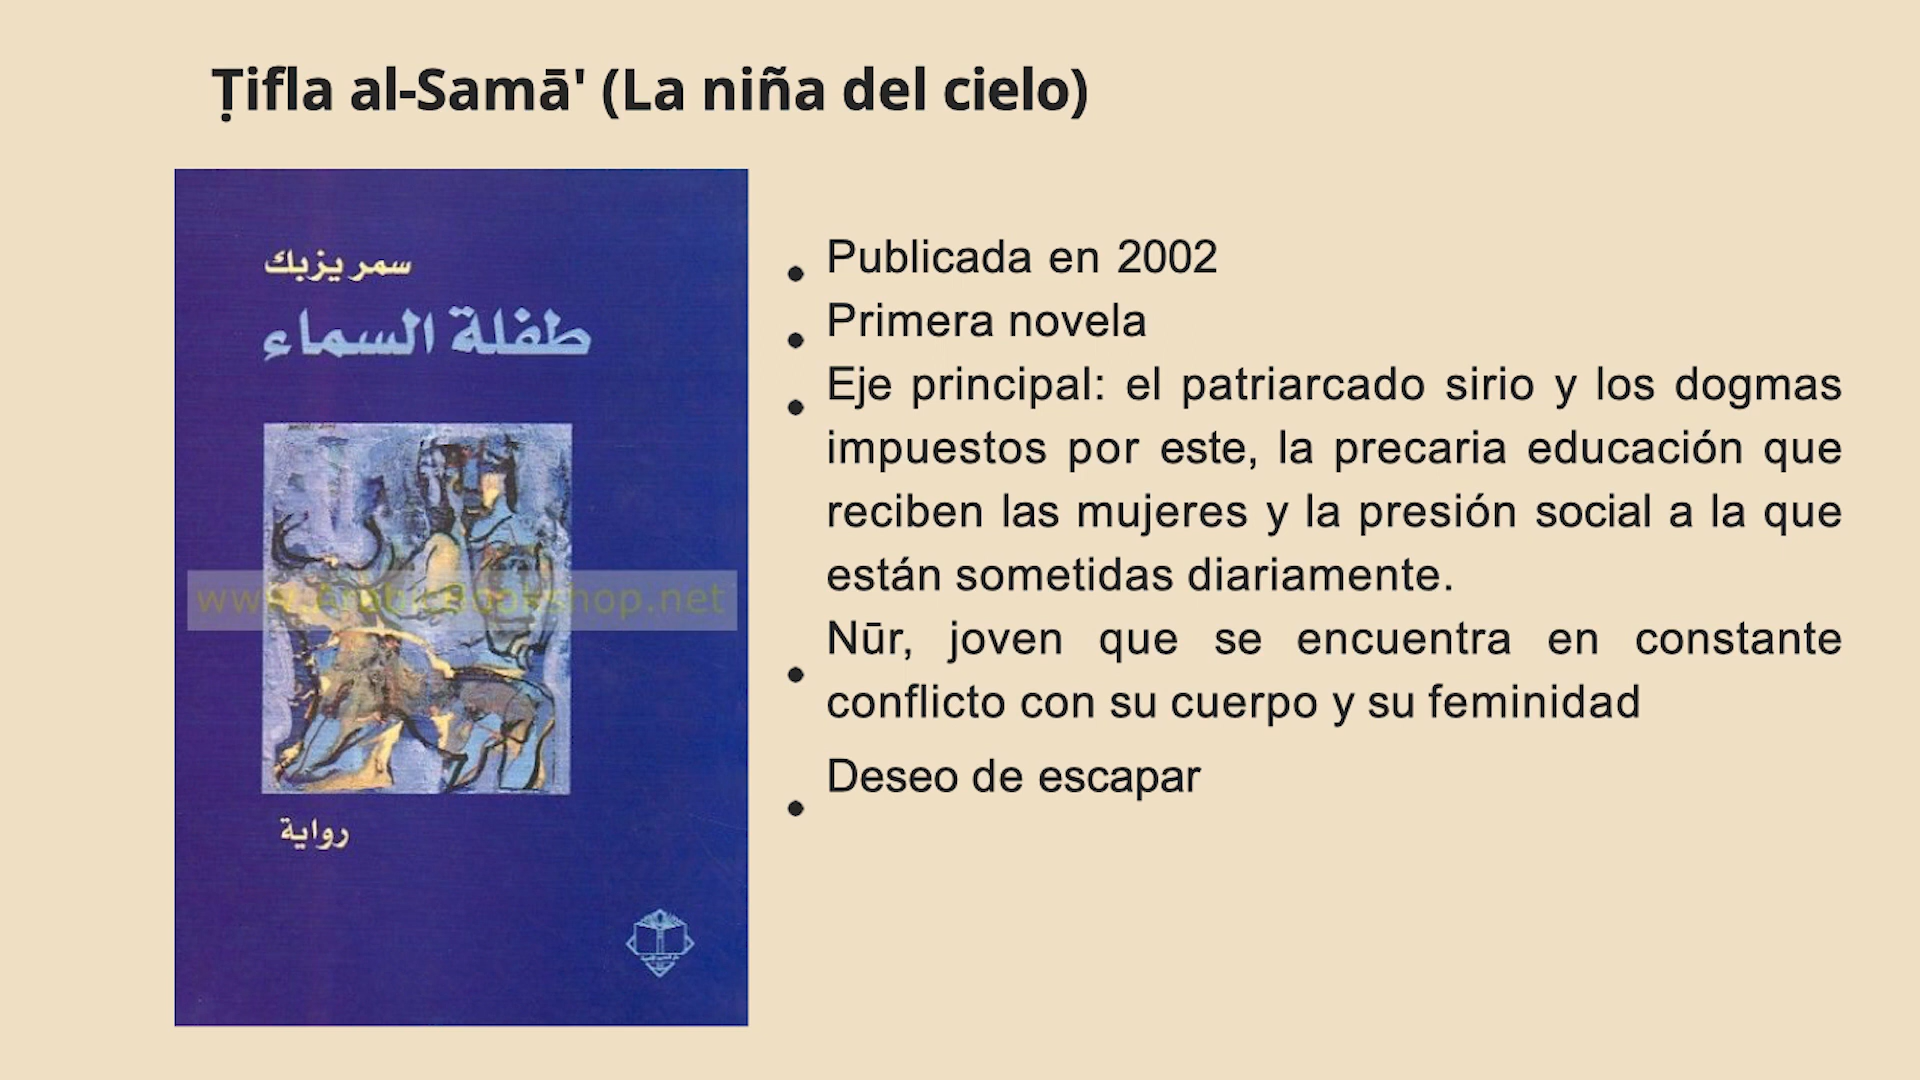 Ṭifla al-Samā' (La niña del cielo)
سمر يزبك
طفلة السماء
www.ArabicBookshop.net
رواية
• Publicada en 2002
• Primera novela
• Eje principal: el patriarcado sirio y los dogmas
impuestos por este, la precaria educación que
reciben las mujeres y la presión social a la que
están sometidas diariamente.
• Nūr, joven que se encuentra en constante
conflicto con su cuerpo y su feminidad
• Deseo de escapar